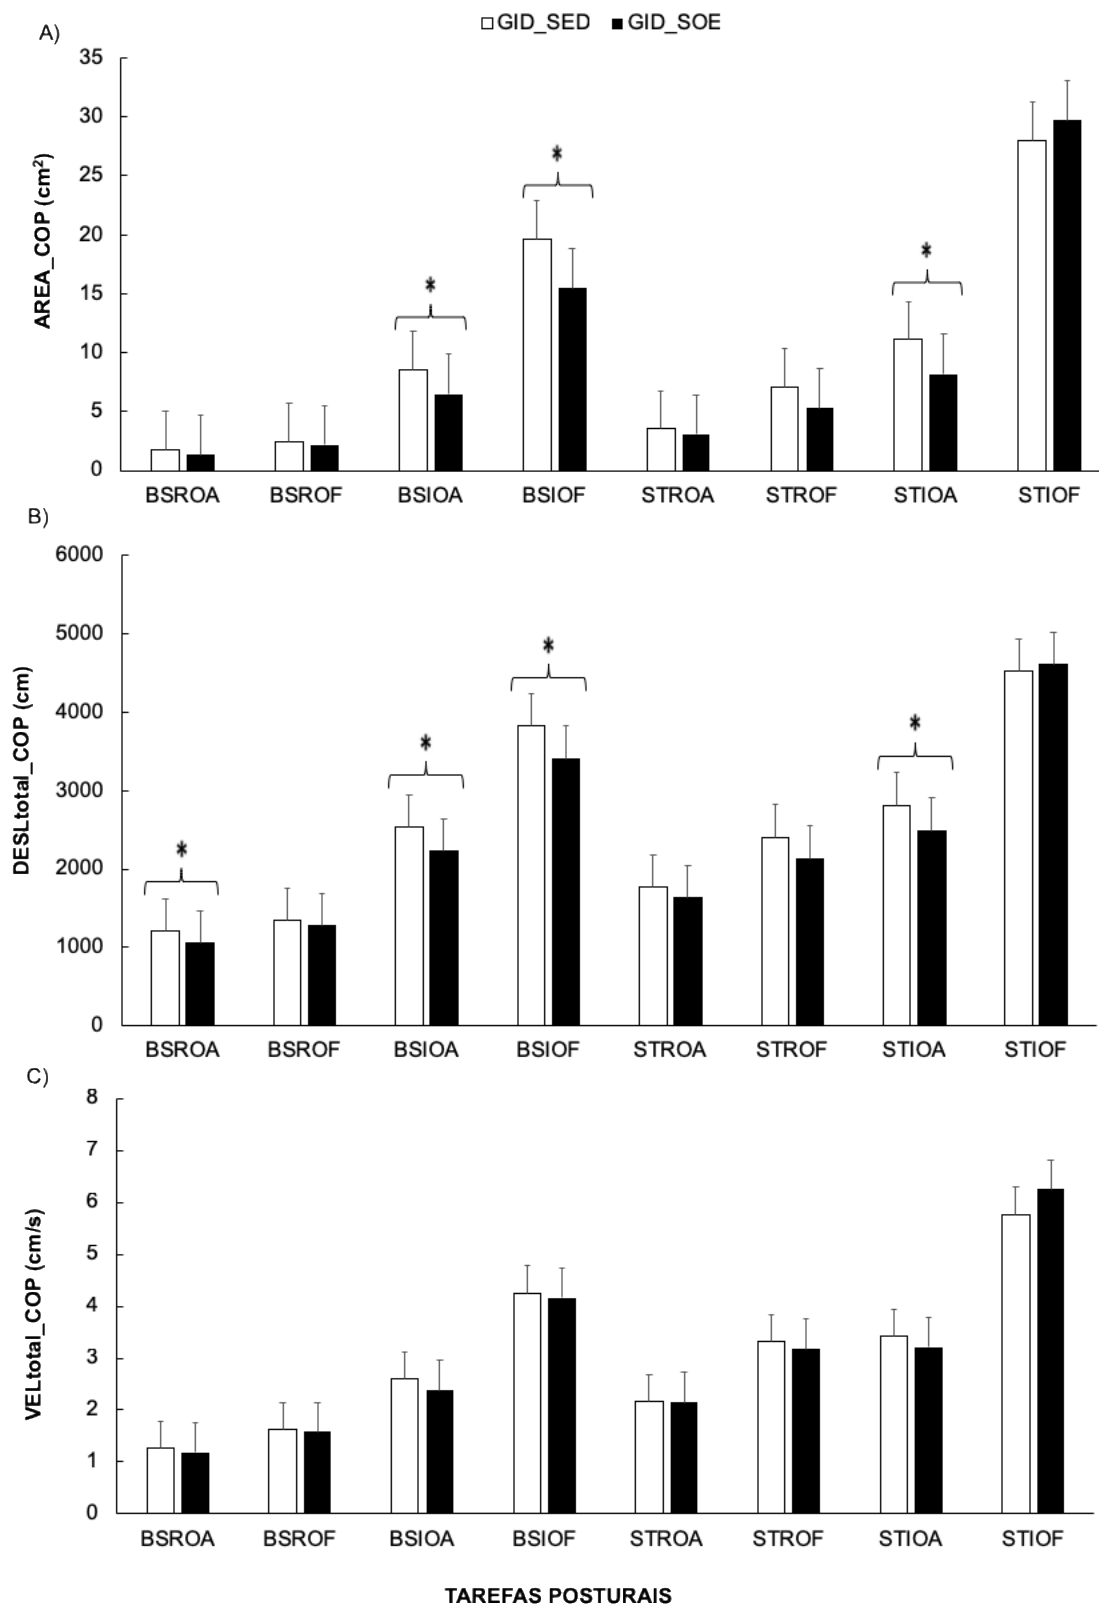 GID_SED GID_SOE
A)
35
30
25
20
15
10
5
0
AREA_COP (cm²)
* * *
BSROA BSROF BSIOA BSIOF STROA STROF STIOA STIOF
B)
6000
5000
4000
3000
2000
1000
0
DESLtotal_COP (cm)
* * * *
BSROA BSROF BSIOA BSIOF STROA STROF STIOA STIOF
C)
8
7
6
5
4
3
2
1
0
VELtotal_COP (cm/s)
BSROA BSROF BSIOA BSIOF STROA STROF STIOA STIOF
TAREFAS POSTURAIS